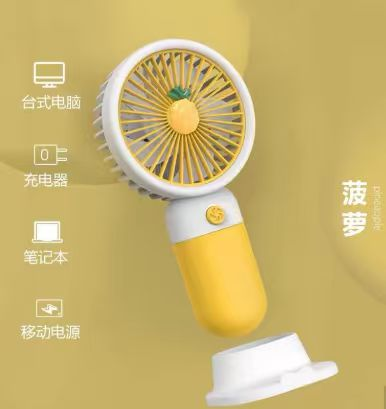 台式电脑
充电器
笔记本
移动电源
菠萝
pineapple